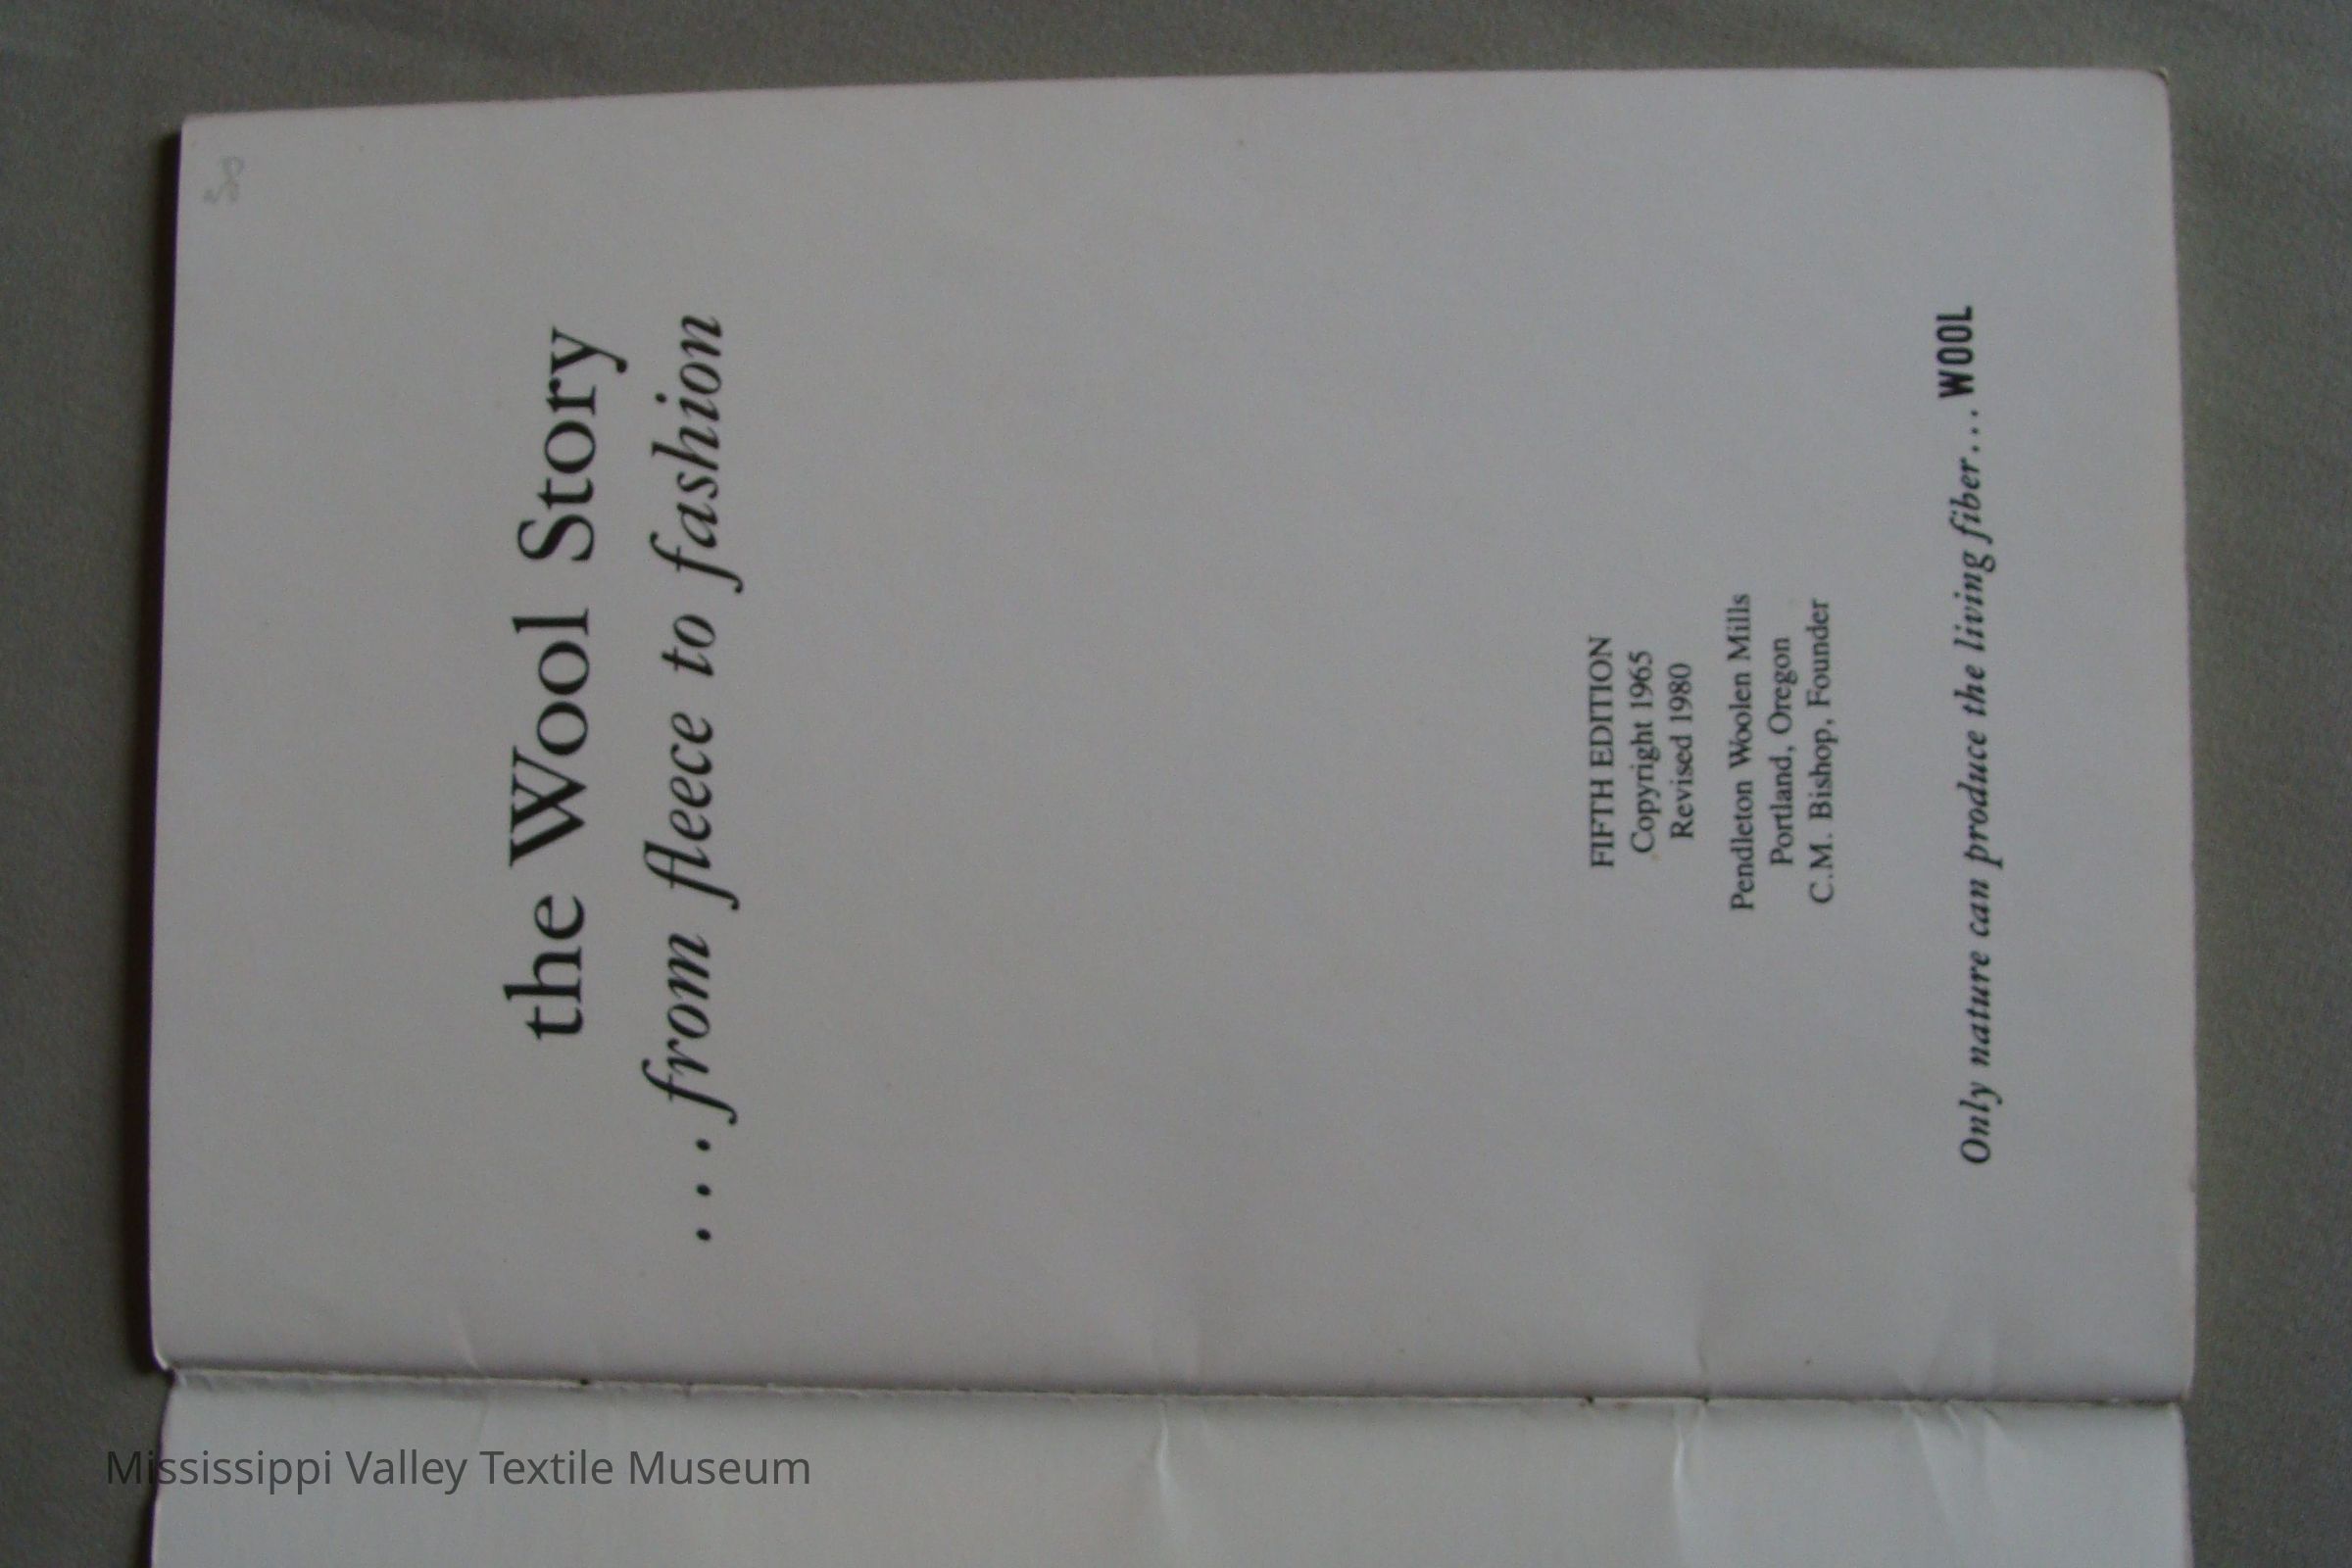 the Wool Story
. . . from fleece to fashion
FIFTH EDITION
Copyright 1965
Revised 1980
Pendleton Woolen Mills
Portland, Oregon
C.M. Bishop, Founder
Only nature can produce the living fiber... WOOL
Mississippi Valley Textile Museum